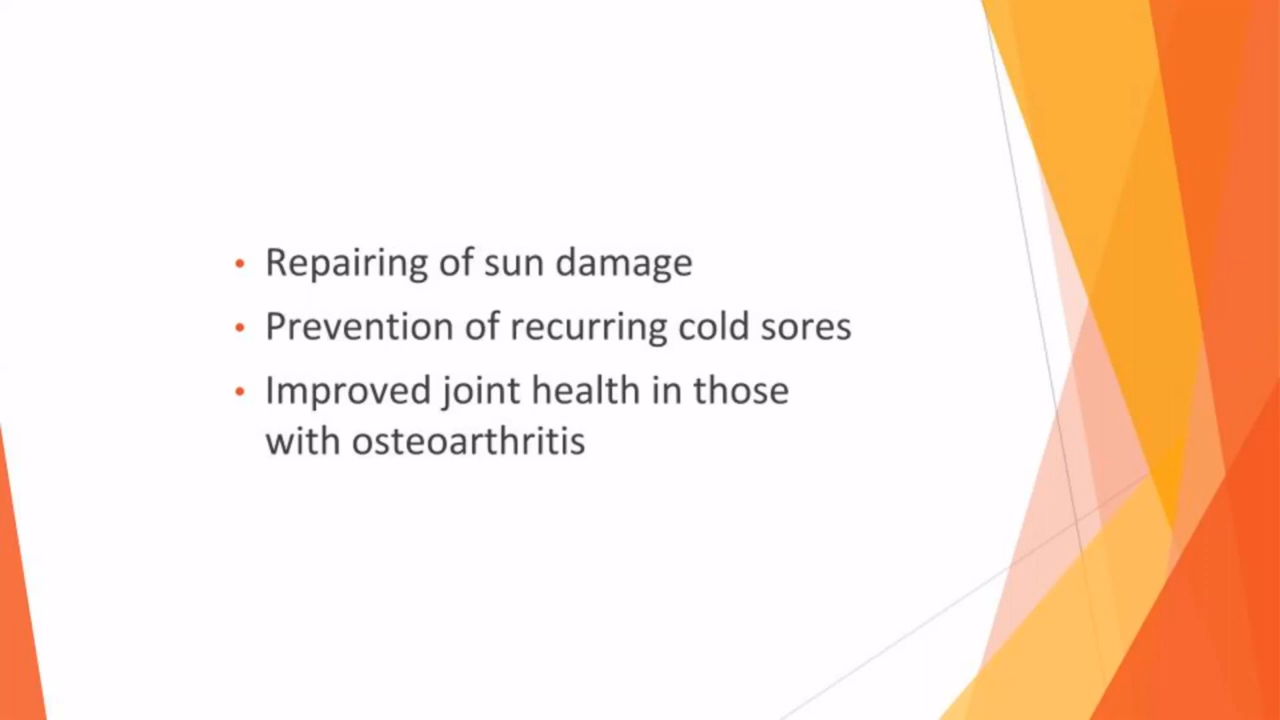 • Repairing of sun damage
• Prevention of recurring cold sores
• Improved joint health in those
with osteoarthritis